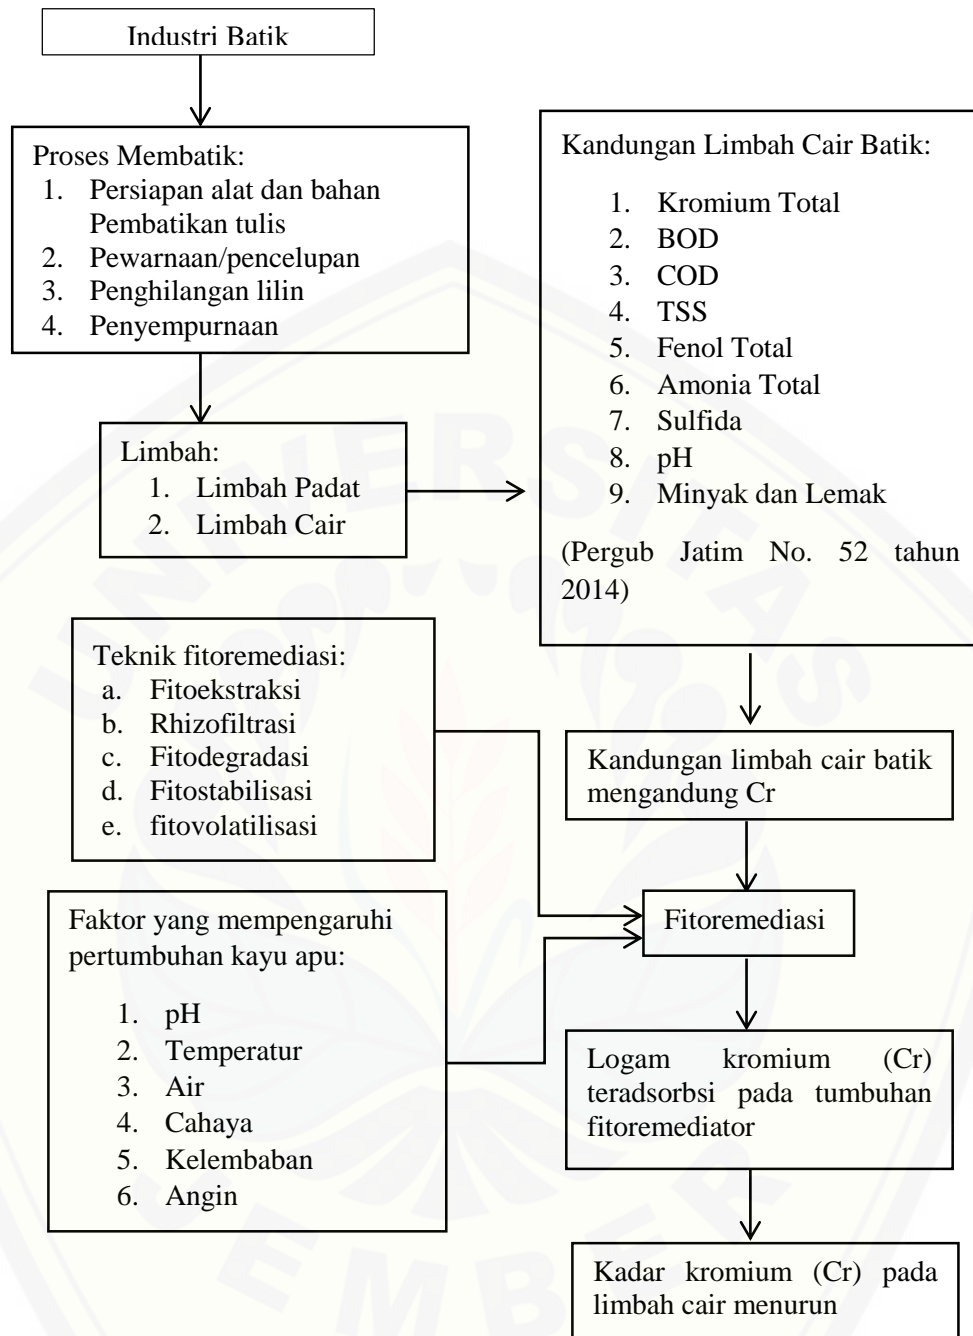 Industri Batik
Proses Membatik:
1. Persiapan alat dan bahan
Pembatikan tulis
2. Pewarnaan/pencelupan
3. Penghilangan lilin
4. Penyempurnaan
Limbah:
1. Limbah Padat
2. Limbah Cair
Kandungan Limbah Cair Batik:
1. Kromium Total
2. BOD
3. COD
4. TSS
5. Fenol Total
6. Amonia Total
7. Sulfida
8. pH
9. Minyak dan Lemak
(Pergub Jatim No. 52 tahun
2014)
Teknik fitoremediasi:
a. Fitoekstraksi
b. Rhizofiltrasi
c. Fitodegradasi
d. Fitostabilisasi
e. fitovolatilisasi
Kandungan limbah cair batik
mengandung Cr
Faktor yang mempengaruhi
pertumbuhan kayu apu:
1. pH
2. Temperatur
3. Air
4. Cahaya
5. Kelembaban
6. Angin
Fitoremediasi
Logam kromium (Cr)
teradsorbsi pada tumbuhan
fitoremediator
Kadar kromium (Cr) pada
limbah cair menurun
UNIVERSITAS
JEMBER